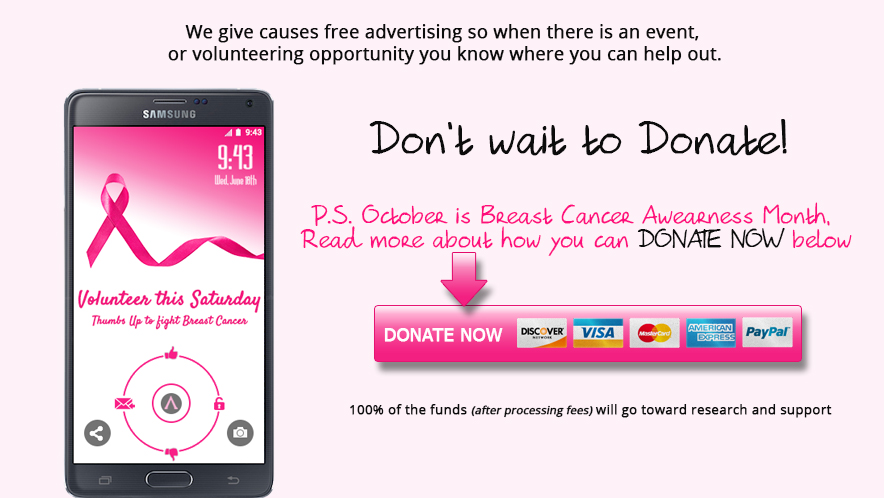 We give causes free advertising so when there is an event,
or volunteering opportunity you know where you can help out.
SAMSUNG
9:43
9:43
Wed, June 10th
Volunteer this Saturday
Thumbs Up to fight Breast Cancer
Don't wait to Donate!
P.S. October is Breast Cancer Awearness Month,
Read more about how you can DONATE NOW below
DONATE NOW DISCOVER NETWORK VISA MasterCard AMERICAN EXPRESS PayPal
100% of the funds (after processing fees) will go toward research and support